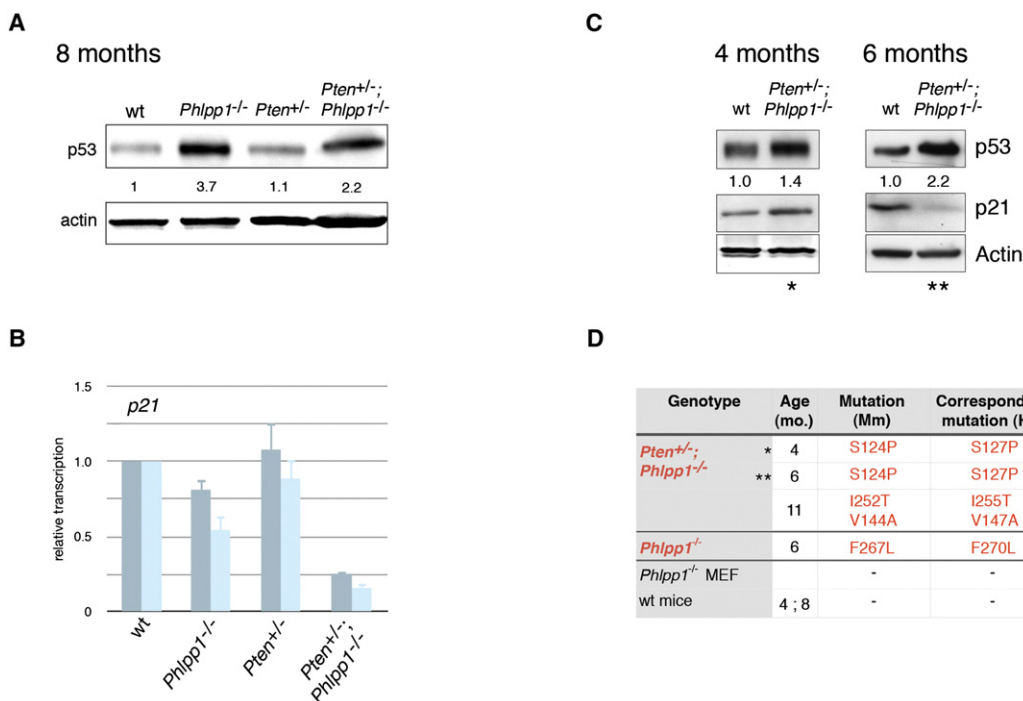 A
8 months
wt Phlpp1-/- Pten+/- Pten+/-; Phlpp1-/-
p53
1 3.7 1.1 2.2
actin
B
1.5
p21
1.0
0.5
0
relative transcription
wt Phlpp1-/- Pten+/- Pten+/-; Phlpp1-/-
C
4 months 6 months
wt Pten+/-; Phlpp1-/- wt Pten+/-; Phlpp1-/-
p53
1.0 1.4 1.0 2.2
p21
Actin
* **
D
Genotype Age (mo.) Mutation (Mm) Correspond mutation (H
Pten+/-; Phlpp1-/- * 4 S124P S127P
** 6 S124P S127P
11 I252T V144A I255T V147A
Phlpp1-/- 6 F267L F270L
Phlpp1-/- MEF - -
wt mice 4 ; 8 - -